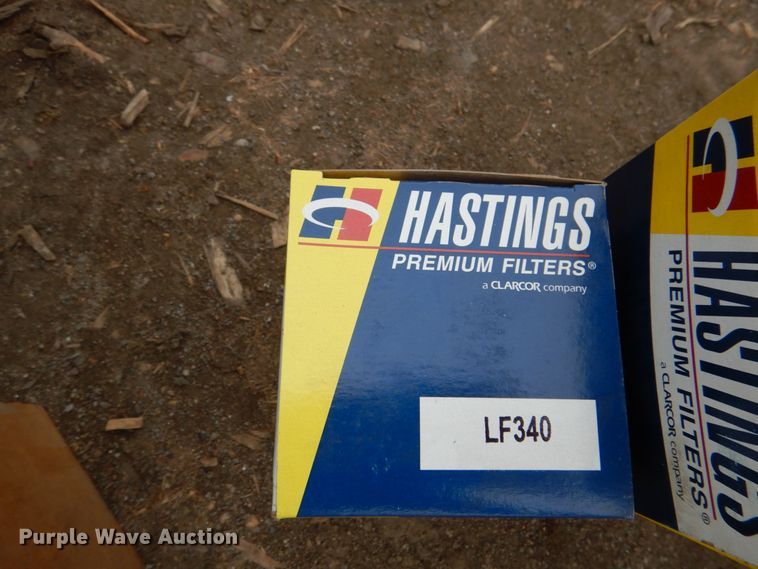 HASTINGS
PREMIUM FILTERS®
a CLARCOR company
LF340
HASTINGS
PREMIUM FILTERS®
a CLARCOR company
Purple Wave Auction